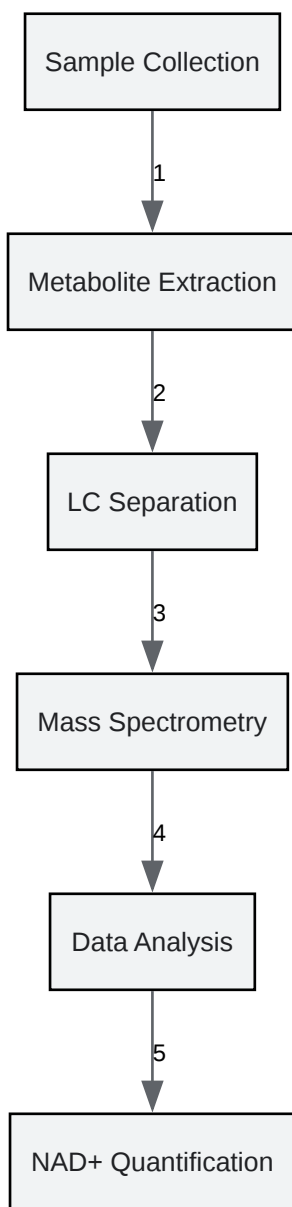 Sample Collection
1
Metabolite Extraction
2
LC Separation
3
Mass Spectrometry
4
Data Analysis
5
NAD+ Quantification